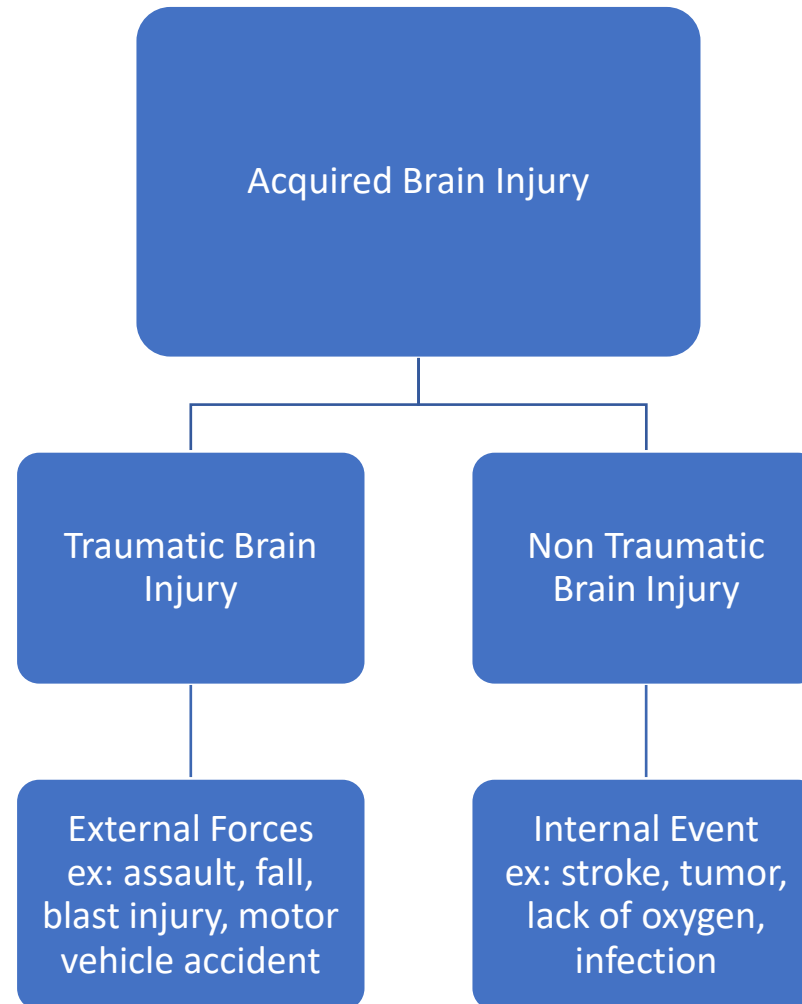 Acquired Brain Injury
Traumatic Brain
Injury
Non Traumatic
Brain Injury
External Forces
ex: assault, fall,
blast injury, motor
vehicle accident
Internal Event
ex: stroke, tumor,
lack of oxygen,
infection